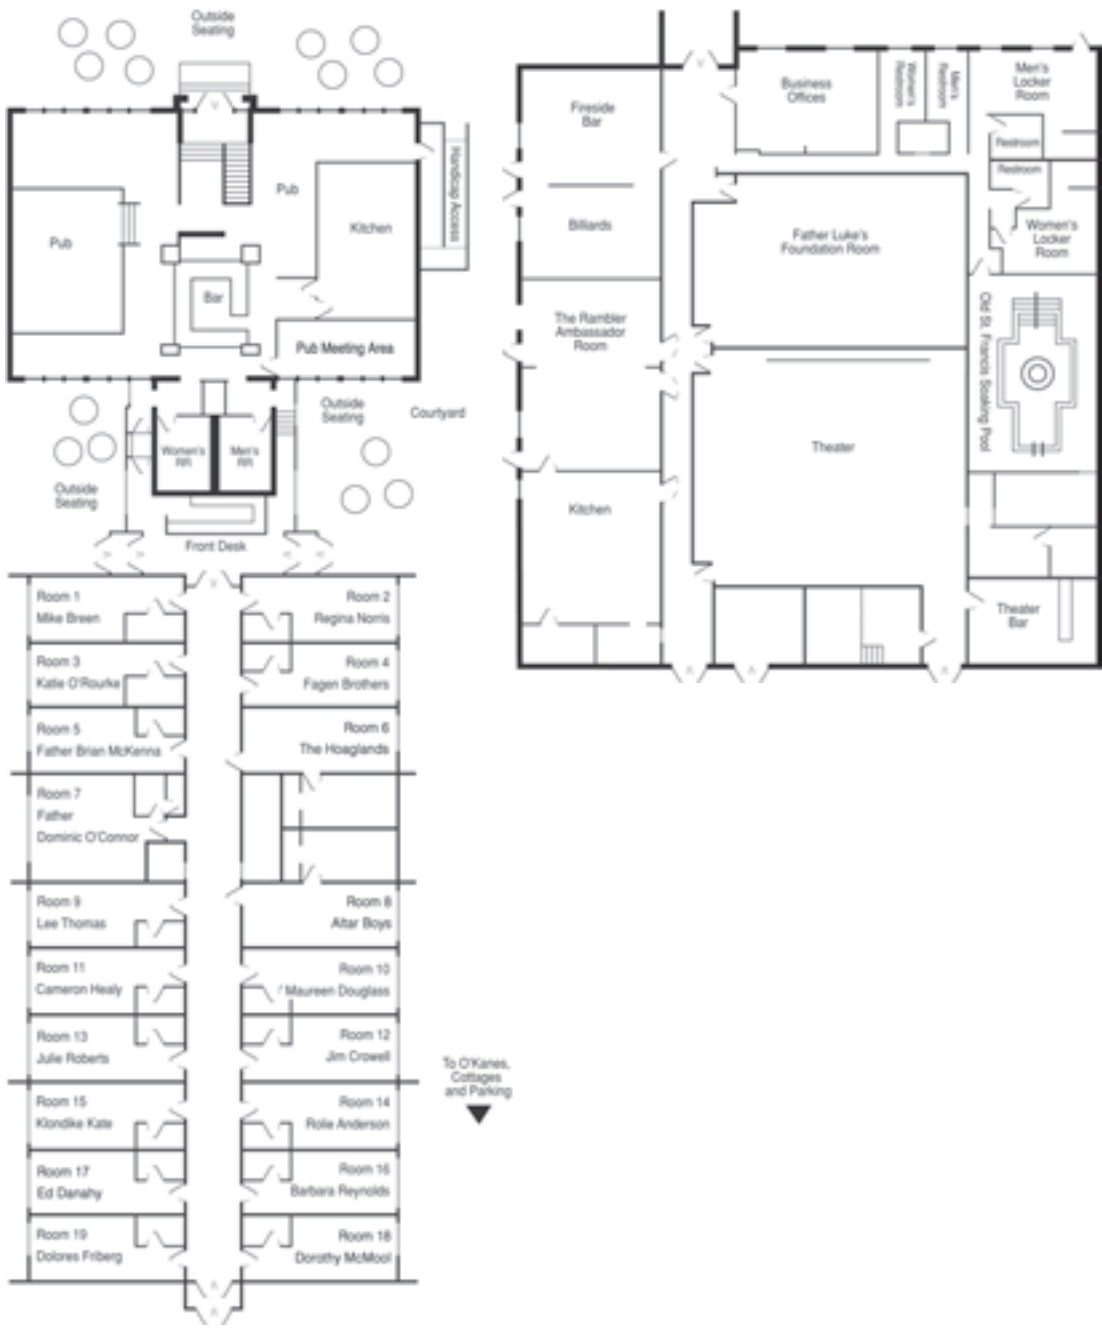 Outside
Seating
Pub
Pub
Kitchen
Handicap Access
Bar
Pub Meeting Area
Women's
RR
Men's
RR
Outside
Seating
Courtyard
Outside
Seating
Front Desk
Room 1
Mike Breen
Room 2
Regina Norris
Room 3
Katie O'Rourke
Room 4
Fagen Brothers
Room 5
Father Brian McKenna
Room 6
The Hoaglands
Room 7
Father
Dominic O'Connor
Room 9
Lee Thomas
Room 8
Altar Boys
Room 11
Cameron Healy
Room 10
Maureen Douglass
Room 13
Julie Roberts
Room 12
Jim Crowell
Room 15
Klondike Kate
Room 14
Rolie Anderson
Room 17
Ed Danahy
Room 16
Barbara Reynolds
Room 19
Dolores Friberg
Room 18
Dorothy McMool
To O'Kanes,
Cottages
and Parking
Fireside
Bar
Billiards
The Rambler
Ambassador
Room
Kitchen
Business
Offices
Women's
Restroom
Men's
Restroom
Men's
Locker
Room
Restroom
Restroom
Women's
Locker
Room
Father Luke's
Foundation Room
Old St. Francis Soaking Pool
Theater
Theater
Bar